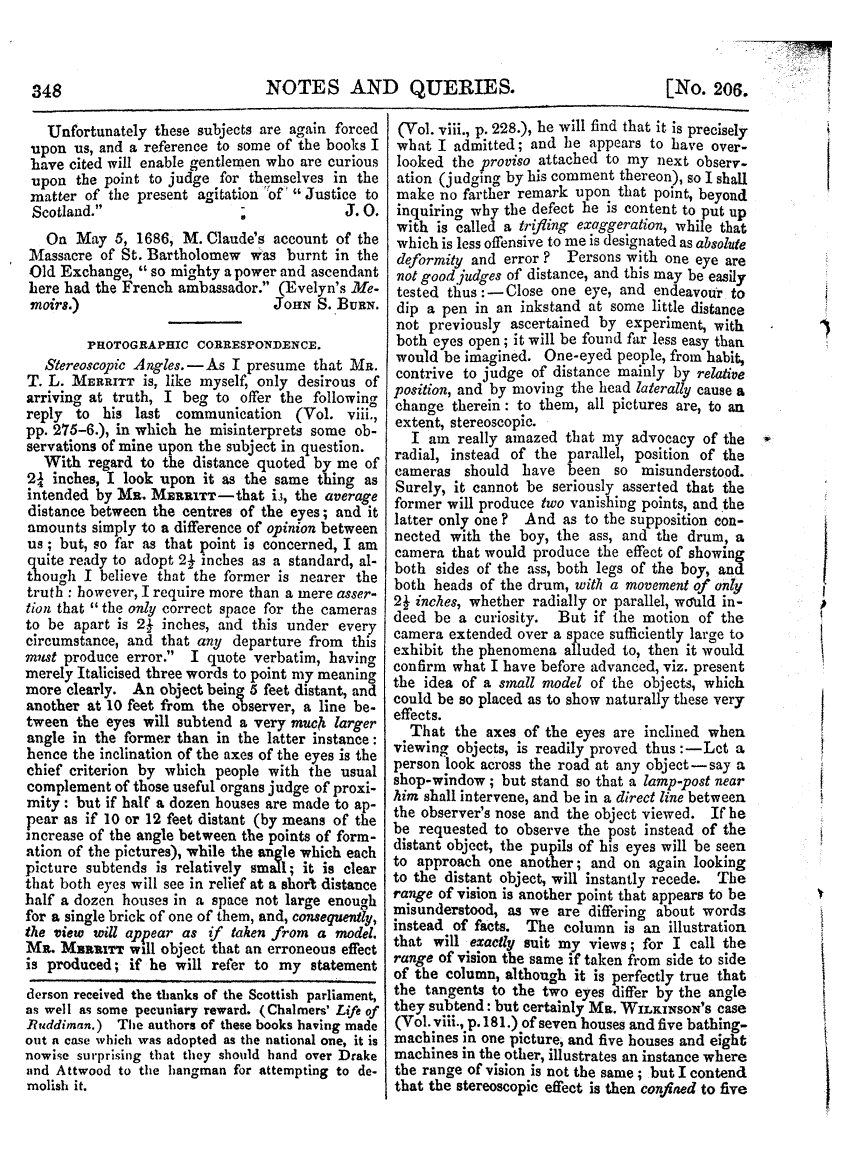 348 NOTES AND QUERIES. [No. 206.
Unfortunately these subjects are again forced
upon us, and a reference to some of the books I
have cited will enable gentlemen who are curious
upon the point to judge for themselves in the
matter of the present agitation of "Justice to
Scotland." J. O.
On May 5, 1686, M. Claude's account of the
Massacre of St. Bartholomew was burnt in the
Old Exchange, "so mighty a power and ascendant
here had the French ambassador." (Evelyn's Me-
moirs.) JOHN S. BURN.
PHOTOGRAPHIC CORRESPONDENCE.
Stereoscopic Angles.—As I presume that MR.
T. L. MERRITT is, like myself, only desirous of
arriving at truth, I beg to offer the following
reply to his last communication (Vol. viii.,
pp. 275-6.), in which he misinterprets some ob-
servations of mine upon the subject in question.
With regard to the distance quoted by me of
2¼ inches, I look upon it as the same thing as
intended by MR. MERRITT—that is, the average
distance between the centres of the eyes; and it
amounts simply to a difference of opinion between
us; but, so far as that point is concerned, I am
quite ready to adopt 2½ inches as a standard, al-
though I believe that the former is nearer the
truth: however, I require more than a mere asser-
tion that "the only correct space for the cameras
to be apart is 2½ inches, and this under every
circumstance, and that any departure from this
must produce error." I quote verbatim, having
merely Italicised three words to point my meaning
more clearly. An object being 5 feet distant, and
another at 10 feet from the observer, a line be-
tween the eyes will subtend a very much larger
angle in the former than in the latter instance:
hence the inclination of the axes of the eyes is the
chief criterion by which people with the usual
complement of those useful organs judge of proxi-
mity: but if half a dozen houses are made to ap-
pear as if 10 or 12 feet distant (by means of the
increase of the angle between the points of form-
ation of the pictures), while the angle which each
picture subtends is relatively small; it is clear
that both eyes will see in relief at a short distance
half a dozen houses in a space not large enough
for a single brick of one of them, and, consequently,
the view will appear as if taken from a model.
MR. MERRITT will object that an erroneous effect
is produced; if he will refer to my statement
derson received the thanks of the Scottish parliament,
as well as some pecuniary reward. (Chalmers' Life of
Ruddiman.) The authors of these books having made
out a case which was adopted as the national one, it is
nowise surprising that they should hand over Drake
and Attwood to the hangman for attempting to de-
molish it.
(Vol. viii., p. 228.), he will find that it is precisely
what I admitted; and he appears to have over-
looked the proviso attached to my next observ-
ation (judging by his comment thereon), so I shall
make no farther remark upon that point, beyond
inquiring why the defect he is content to put up
with is called a trifling exaggeration, while that
which is less offensive to me is designated as absolute
deformity and error? Persons with one eye are
not good judges of distance, and this may be easily
tested thus:—Close one eye, and endeavour to
dip a pen in an inkstand at some little distance
not previously ascertained by experiment, with
both eyes open; it will be found far less easy than
would be imagined. One-eyed people, from habit,
contrive to judge of distance mainly by relative
position, and by moving the head laterally cause a
change therein: to them, all pictures are, to an
extent, stereoscopic.
I am really amazed that my advocacy of the
radial, instead of the parallel, position of the
cameras should have been so misunderstood.
Surely, it cannot be seriously asserted that the
former will produce two vanishing points, and the
latter only one? And as to the supposition con-
nected with the boy, the ass, and the drum, a
camera that would produce the effect of showing
both sides of the ass, both legs of the boy, and
both heads of the drum, with a movement of only
2½ inches, whether radially or parallel, would in-
deed be a curiosity. But if the motion of the
camera extended over a space sufficiently large to
exhibit the phenomena alluded to, then it would
confirm what I have before advanced, viz. present
the idea of a small model of the objects, which
could be so placed as to show naturally these very
effects.
That the axes of the eyes are inclined when
viewing objects, is readily proved thus:—Let a
person look across the road at any object—say a
shop-window; but stand so that a lamp-post near
him shall intervene, and be in a direct line between
the observer's nose and the object viewed. If he
be requested to observe the post instead of the
distant object, the pupils of his eyes will be seen
to approach one another; and on again looking
to the distant object, will instantly recede. The
range of vision is another point that appears to be
misunderstood, as we are differing about words
instead of facts. The column is an illustration
that will exactly suit my views; for I call the
range of vision the same if taken from side to side
of the column, although it is perfectly true that
the tangents to the two eyes differ by the angle
they subtend: but certainly MR. WILKINSON'S case
(Vol. viii., p. 181.) of seven houses and five bathing-
machines in one picture, and five houses and eight
machines in the other, illustrates an instance where
the range of vision is not the same; but I contend
that the stereoscopic effect is then confined to five